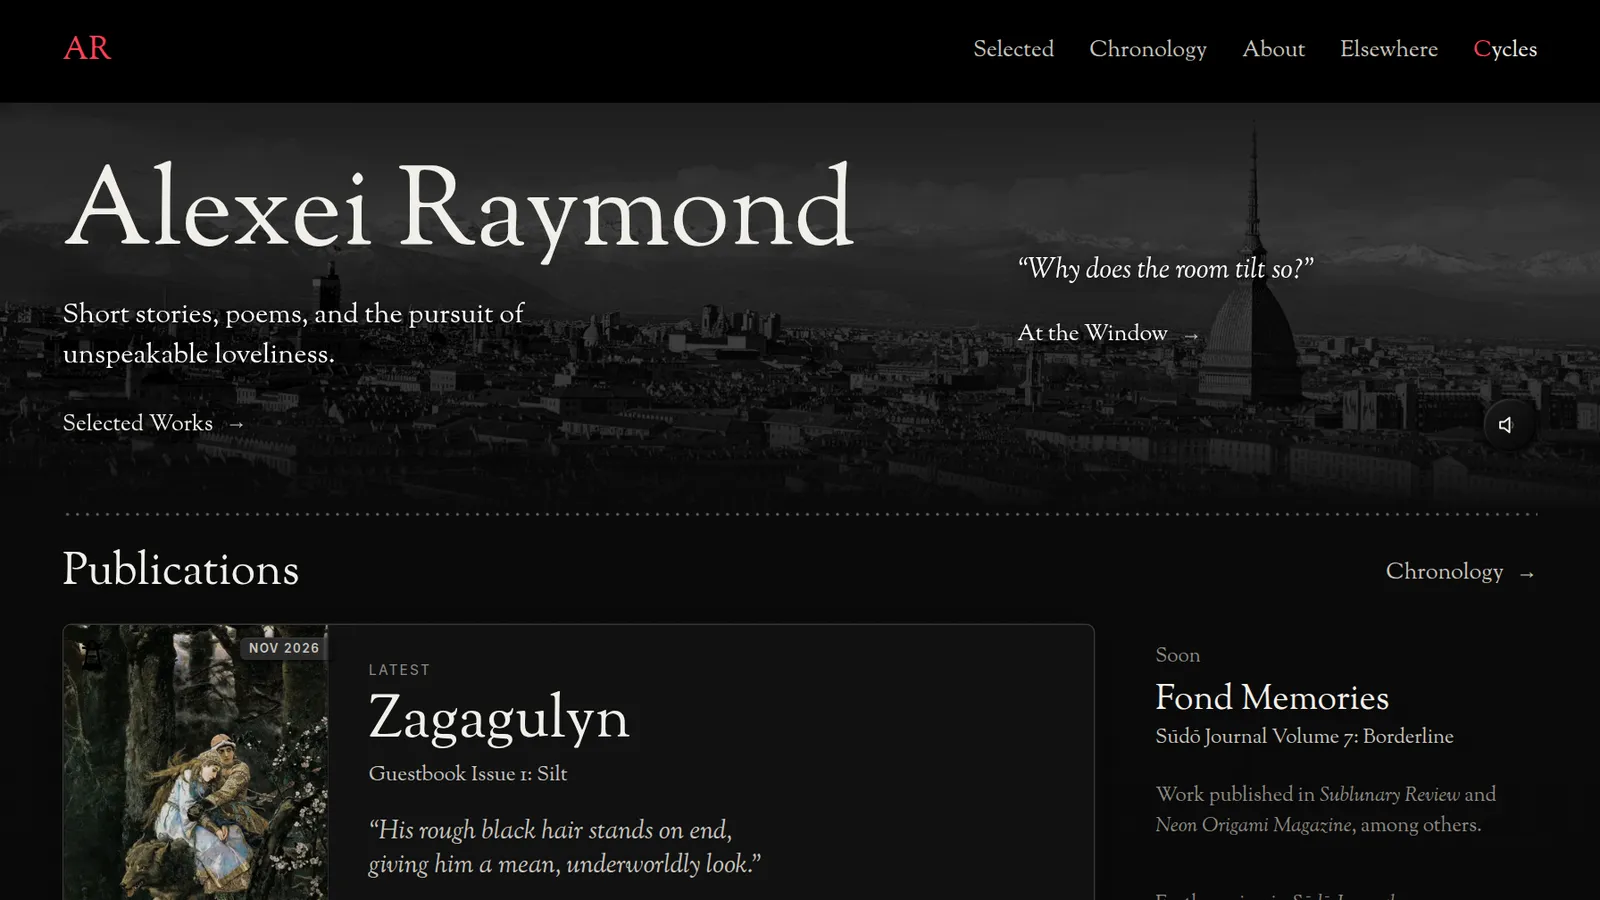 AR
Selected Chronology About Elsewhere Cycles
Alexei Raymond
Short stories, poems, and the pursuit of
unspeakable loveliness.
Selected Works →
“Why does the room tilt so?”
At the Window →
Publications
Chronology →
NOV 2026
LATEST
Zagagulyn
Guestbook Issue 1: Silt
“His rough black hair stands on end,
giving him a mean, underworldly look.”
Soon
Fond Memories
Sūdō Journal Volume 7: Borderline
Work published in Sublunary Review and
Neon Origami Magazine, among others.